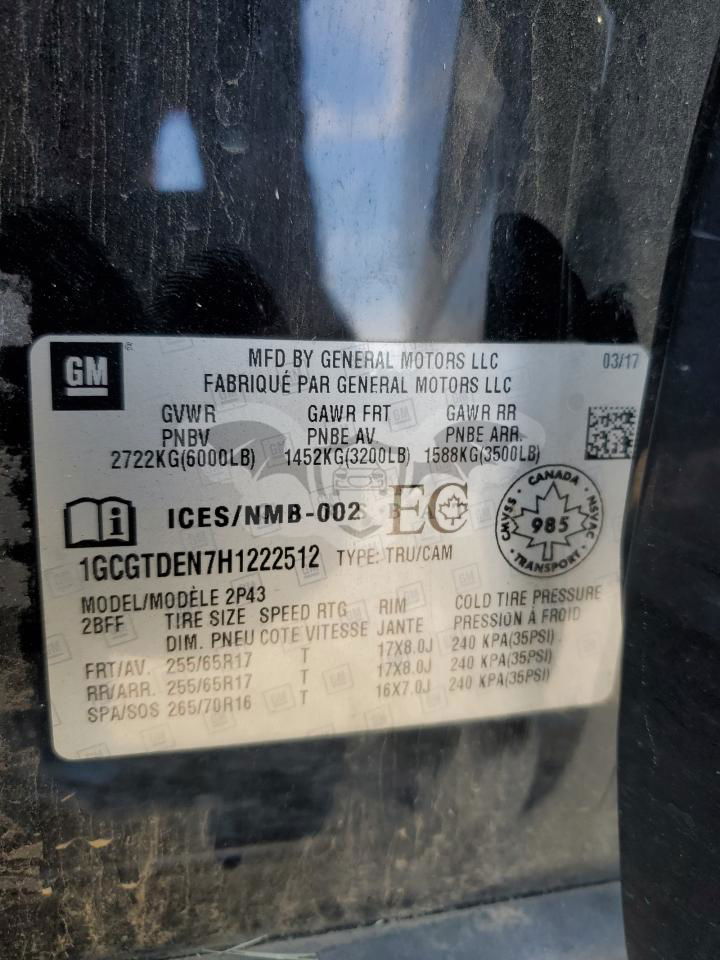 GM
MFD BY GENERAL MOTORS LLC
03/17
FABRIQUÉ PAR GENERAL MOTORS LLC
GVWR GAWR FRT GAWR RR
PNBV PNBE AV PNBE ARR.
2722KG(6000LB) 1452KG(3200LB) 1588KG(3500LB)
ICES/NMB-002
EC
CANADA
CMVSS NSVAC
985
TRANSPORT
1GCGTDEN7H1222512 TYPE: TRU/CAM
MODEL/MODÈLE 2P43
2BFF TIRE SIZE SPEED RTG RIM COLD TIRE PRESSURE
DIM. PNEU COTE VITESSE JANTE PRESSION À FROID
FRT/AV. 255/65R17 T 17X8.0J 240 KPA(35PSI)
RR/ARR. 255/65R17 T 17X8.0J 240 KPA(35PSI)
SPA/SOS 265/70R16 T 16X7.0J 240 KPA(35PSI)